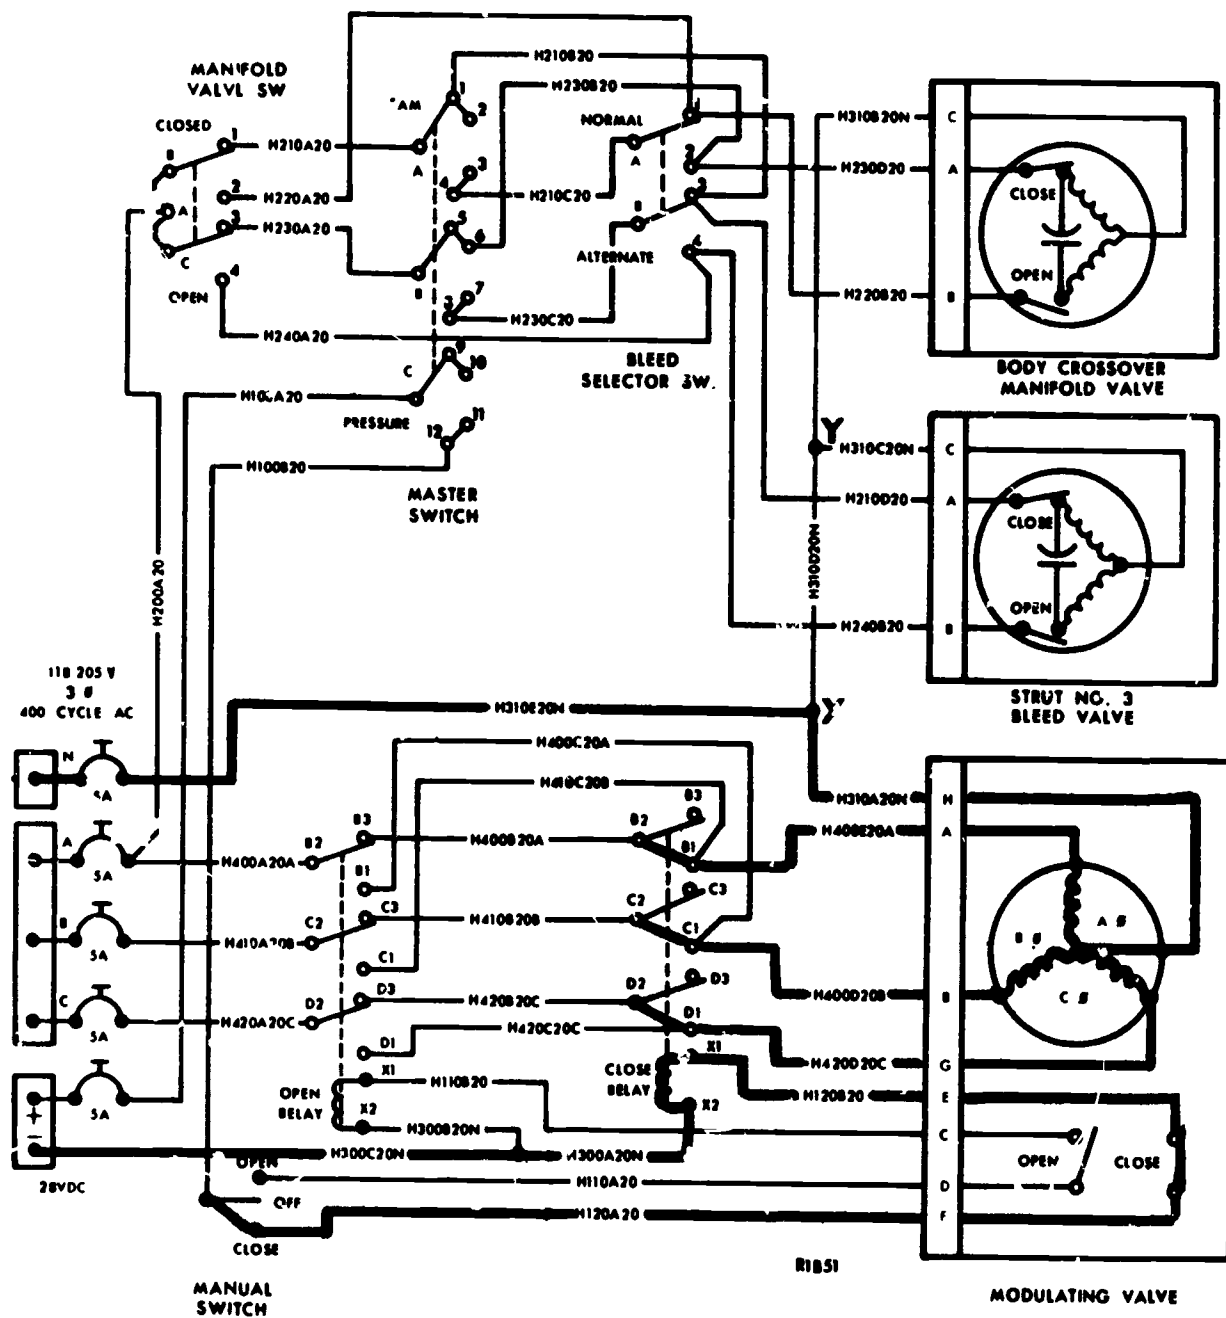 MANIFOLD
VALVL SW
CLOSED
B
1
A
2
3
C
4
OPEN
H210A20
H220A20
H230A20
H240A20
A20
PRESSURE
H100B20
H200A20
1
2
A
3
4
5
6
B
7
9
10
C
11
12
MASTER
SWITCH
H210B20
H230B20
H210C20
H230C20
NORMAL
1
A
2
3
B
4
ALTERNATE
BLEED
SELECTOR SW.
H310B20N
H230D20
H220B20
C
A
B
CLOSE
OPEN
BODY CROSSOVER
MANIFOLD VALVE
Y
H310C20N
H210D20
H310D20N
H240B20
C
A
B
CLOSE
OPEN
STRUT NO. 3
BLEED VALVE
118 205 V
3 Ø
400 CYCLE AC
N
5A
A
5A
B
5A
C
5A
+
-
5A
28VDC
H310E20N
Y
H400C20A
H410C20B
H400A20A
B2
B3
B1
H400B20A
B2
B3
B1
H410A20B
C2
C3
C1
H410B20B
C2
C3
C1
H420A20C
D2
D3
D1
H420B20C
H420C20C
D2
D3
D1
X1
X2
OPEN
RELAY
H110B20
H300B20N
CLOSE
RELAY
X1
X2
H300C20N
H300A20N
OPEN
OFF
CLOSE
H110A20
H120A20
MANUAL
SWITCH
H310A20N
H400E20A
H400D20B
H420D20C
H120B20
H
A
B
G
E
C
D
F
A Ø
B Ø
C Ø
OPEN
CLOSE
R1851
MODULATING VALVE